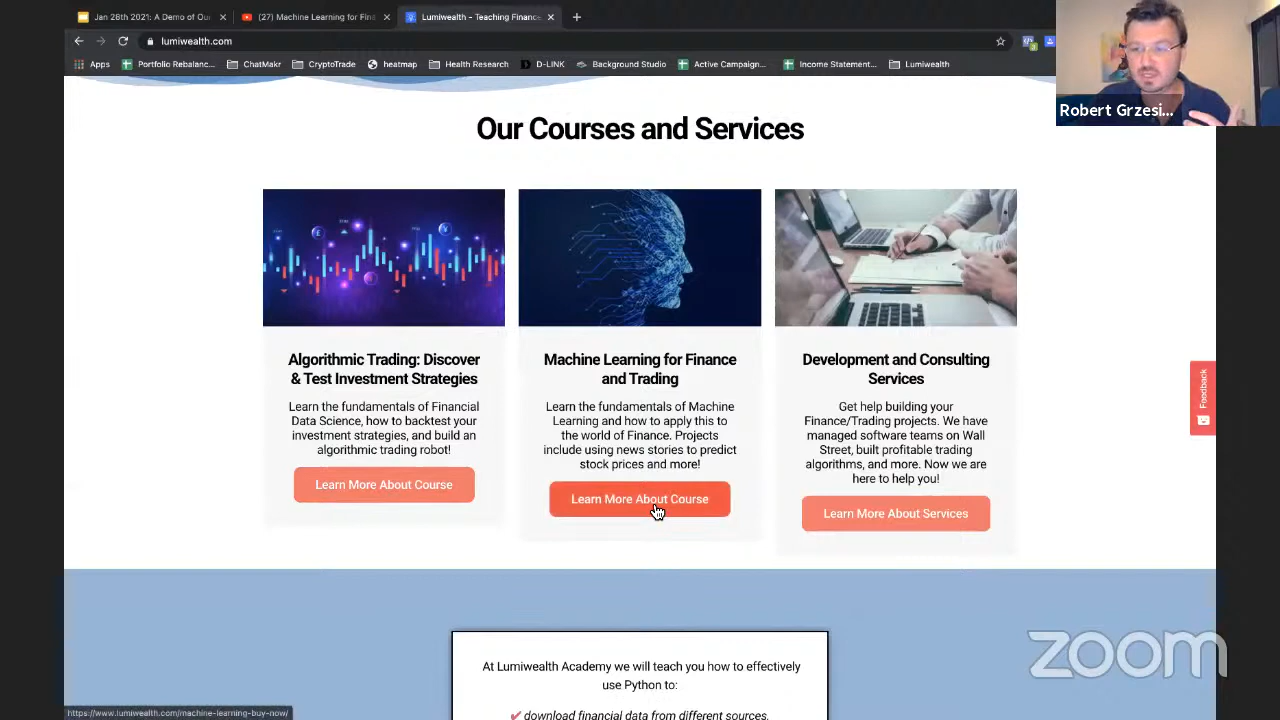 Jan 28th 2021: A Demo of Ou
(27) Machine Learning for Fin
Lumiwealth - Teaching Finance
lumiwealth.com
Apps
Portfolio Rebalanc...
ChatMakr
CryptoTrade
heatmap
Health Research
D-LINK
Background Studio
Active Campaign...
Income Statement...
Lumiwealth
Robert Grzesi...
Our Courses and Services
Algorithmic Trading: Discover
& Test Investment Strategies
Learn the fundamentals of Financial
Data Science, how to backtest your
investment strategies, and build an
algorithmic trading robot!
Learn More About Course
Machine Learning for Finance
and Trading
Learn the fundamentals of Machine
Learning and how to apply this to
the world of Finance. Projects
include using news stories to predict
stock prices and more!
Learn More About Course
Development and Consulting
Services
Get help building your
Finance/Trading projects. We have
managed software teams on Wall
Street, built profitable trading
algorithms, and more. Now we are
here to help you!
Learn More About Services
Feedback
At Lumiwealth Academy we will teach you how to effectively
use Python to:
✔ download financial data from different sources,
zoom
https://www.lumiwealth.com/machine-learning-buy-now/